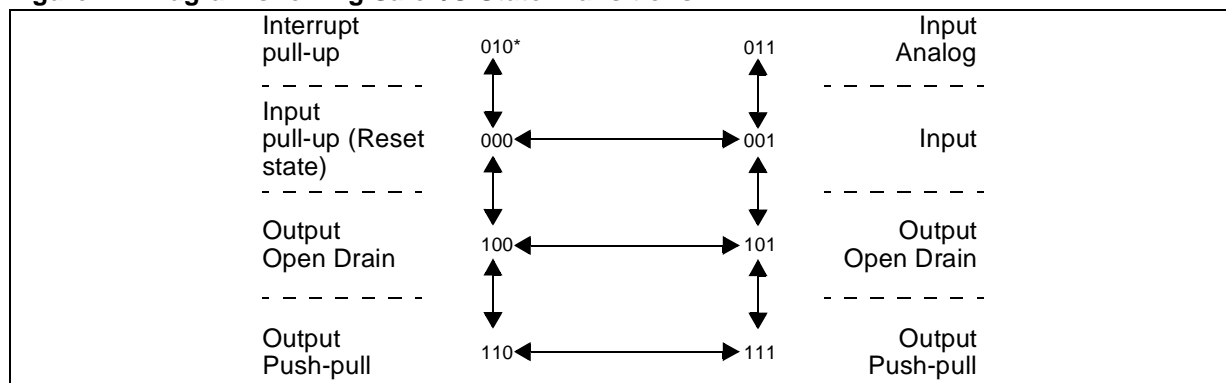 Interrupt
pull-up
010*
011
Input
Analog
Input
pull-up (Reset
state)
000
001
Input
Output
Open Drain
100
101
Output
Open Drain
Output
Push-pull
110
111
Output
Push-pull